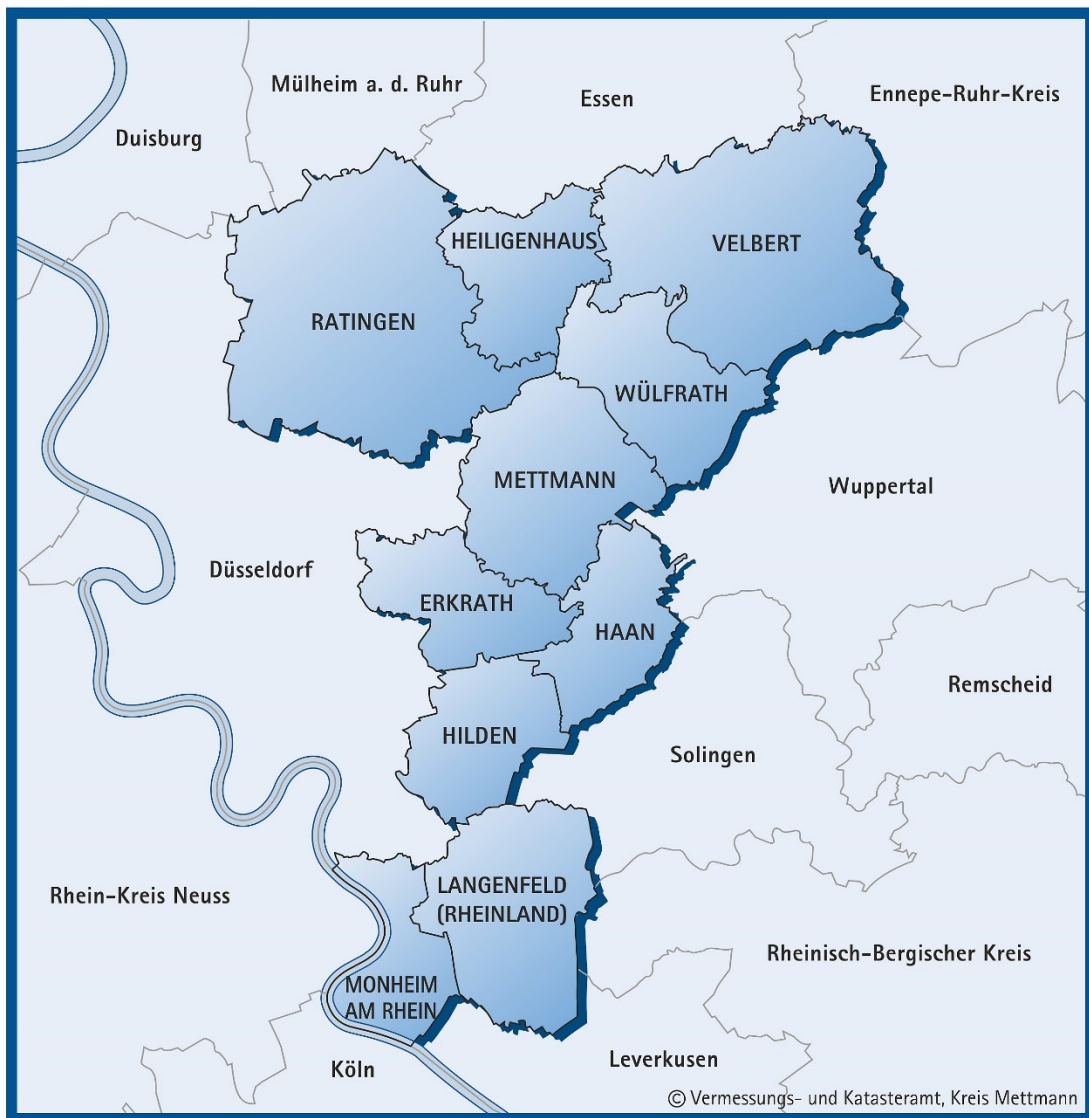 Mülheim a. d. Ruhr
Essen
Ennepe-Ruhr-Kreis
Duisburg
HEILIGENHAUS
VELBERT
RATINGEN
WÜLFRATH
METTMANN
Wuppertal
Düsseldorf
ERKRATH
HAAN
Remscheid
HILDEN
Solingen
Rhein-Kreis Neuss
LANGENFELD
(RHEINLAND)
Rheinisch-Bergischer Kreis
MONHEIM
AM RHEIN
Köln
Leverkusen
© Vermessungs- und Katasteramt, Kreis Mettmann